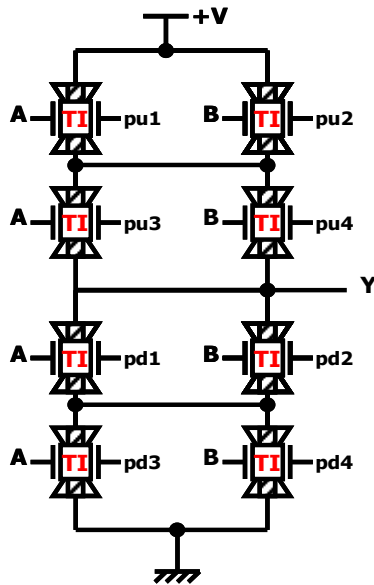 +V
A TI pu1 B TI pu2
A TI pu3 B TI pu4
Y
A TI pd1 B TI pd2
A TI pd3 B TI pd4